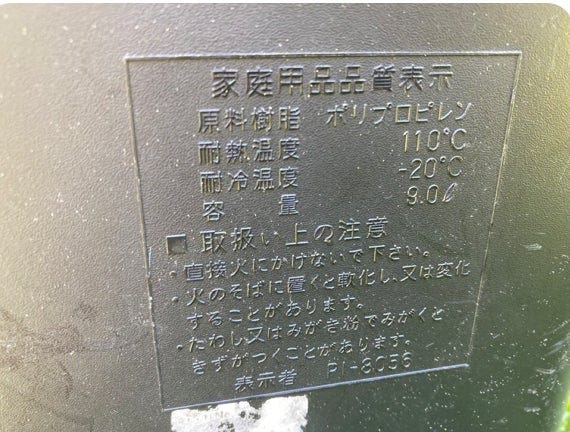 家庭用品品質表示
原料樹脂 ポリプロピレン
耐熱温度 110℃
耐冷温度 -20℃
容量 9.0ℓ
■ 取扱い上の注意
・直接火にかけないで下さい。
・火のそばに置くと軟化し、又は変化
することがあります。
・たわし又はみがき粉でみがくと
きずがつくことがあります。
表示者 PI-8056